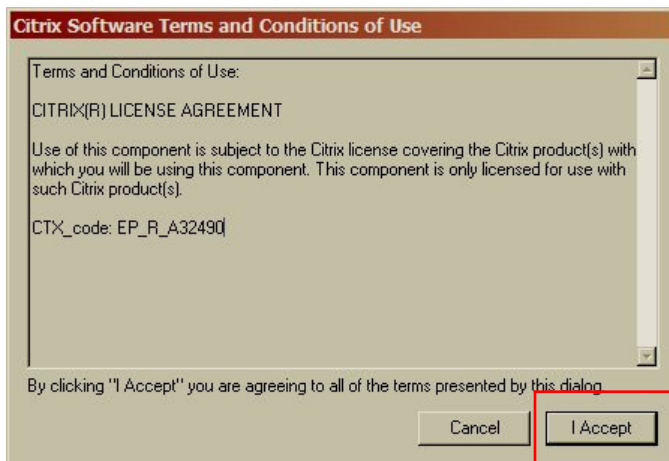 Citrix Software Terms and Conditions of Use
Terms and Conditions of Use:
CITRIX(R) LICENSE AGREEMENT
Use of this component is subject to the Citrix license covering the Citrix product(s) with
which you will be using this component. This component is only licensed for use with
such Citrix product(s).
CTX_code: EP_R_A32490
By clicking "I Accept" you are agreeing to all of the terms presented by this dialog.
Cancel
I Accept